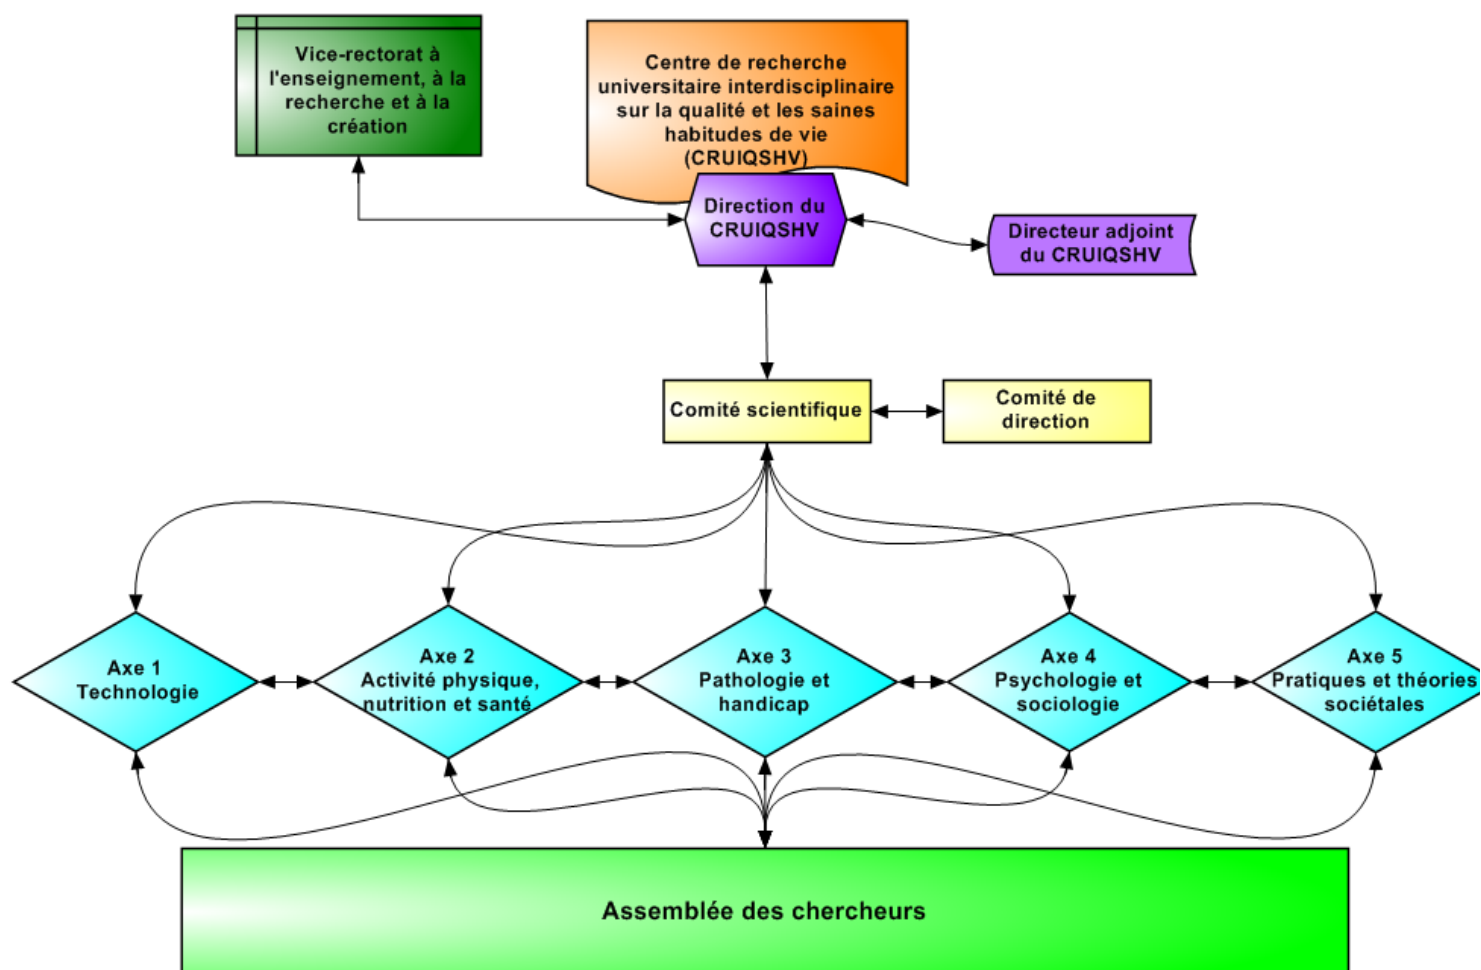 Vice-rectorat à
l'enseignement, à la
recherche et à la
création
Centre de recherche
universitaire interdisciplinaire
sur la qualité et les saines
habitudes de vie
(CRUIQSHV)
Direction du
CRUIQSHV
Directeur adjoint
du CRUIQSHV
Comité scientifique
Comité de
direction
Axe 1
Technologie
Axe 2
Activité physique,
nutrition et santé
Axe 3
Pathologie et
handicap
Axe 4
Psychologie et
sociologie
Axe 5
Pratiques et théories
sociétales
Assemblée des chercheurs